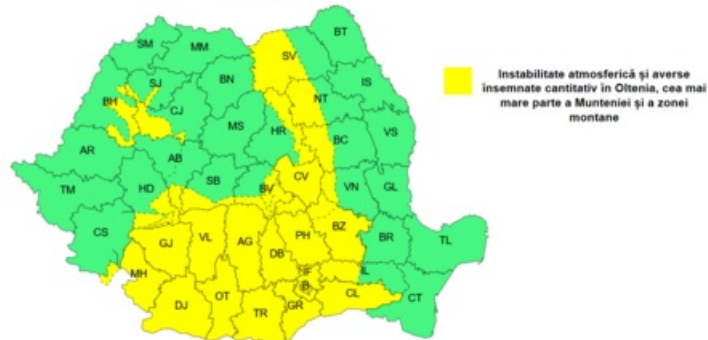 BT
SM
MM
SV
IS
SJ
BN
BH
CJ
NT
MS
HR
BC
VS
AR
AB
TM
HD
SB
BV
CV
VN
GL
CS
GJ
VL
AG
PH
BZ
BR
TL
DB
MH
IF
IL
B
CL
CT
DJ
OT
TR
GR
Instabilitate atmosferică și averse
însemnate cantitativ în Oltenia, cea mai
mare parte a Munteniei și a zonei
montane